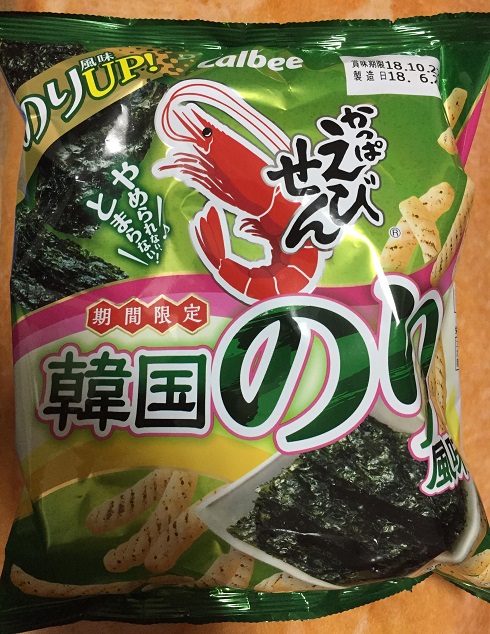 風味
のりUP!
Calbee
賞味期限18.10.2
製造日18.6.2
かっぱ
えび
せん
®
やめられない!
とまらない!
期間限定
韓国のり
風味